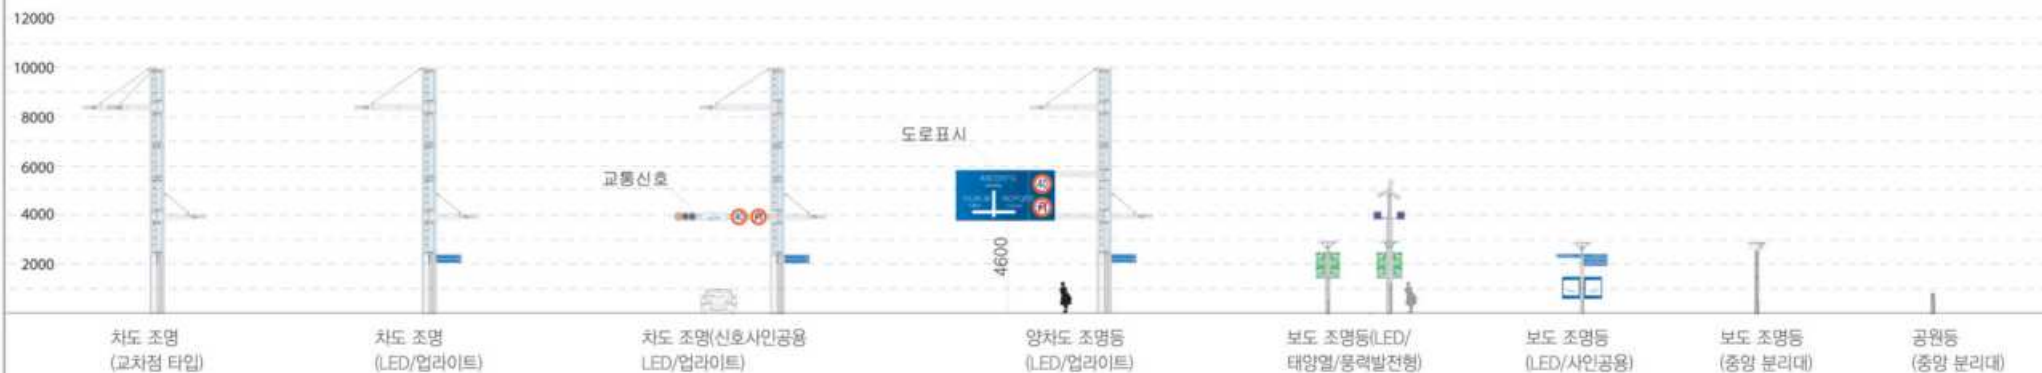 12000
10000
8000
6000
4000
2000
교통신호
도로표시
4600
차도 조명
(교차점 타입)
차도 조명
(LED/업라이트)
차도 조명(신호사인공용
LED/업라이트)
양차도 조명등
(LED/업라이트)
보도 조명등(LED/
태양열/풍력발전형)
보도 조명등
(LED/사인공용)
보도 조명등
(중앙 분리대)
공원등
(중앙 분리대)